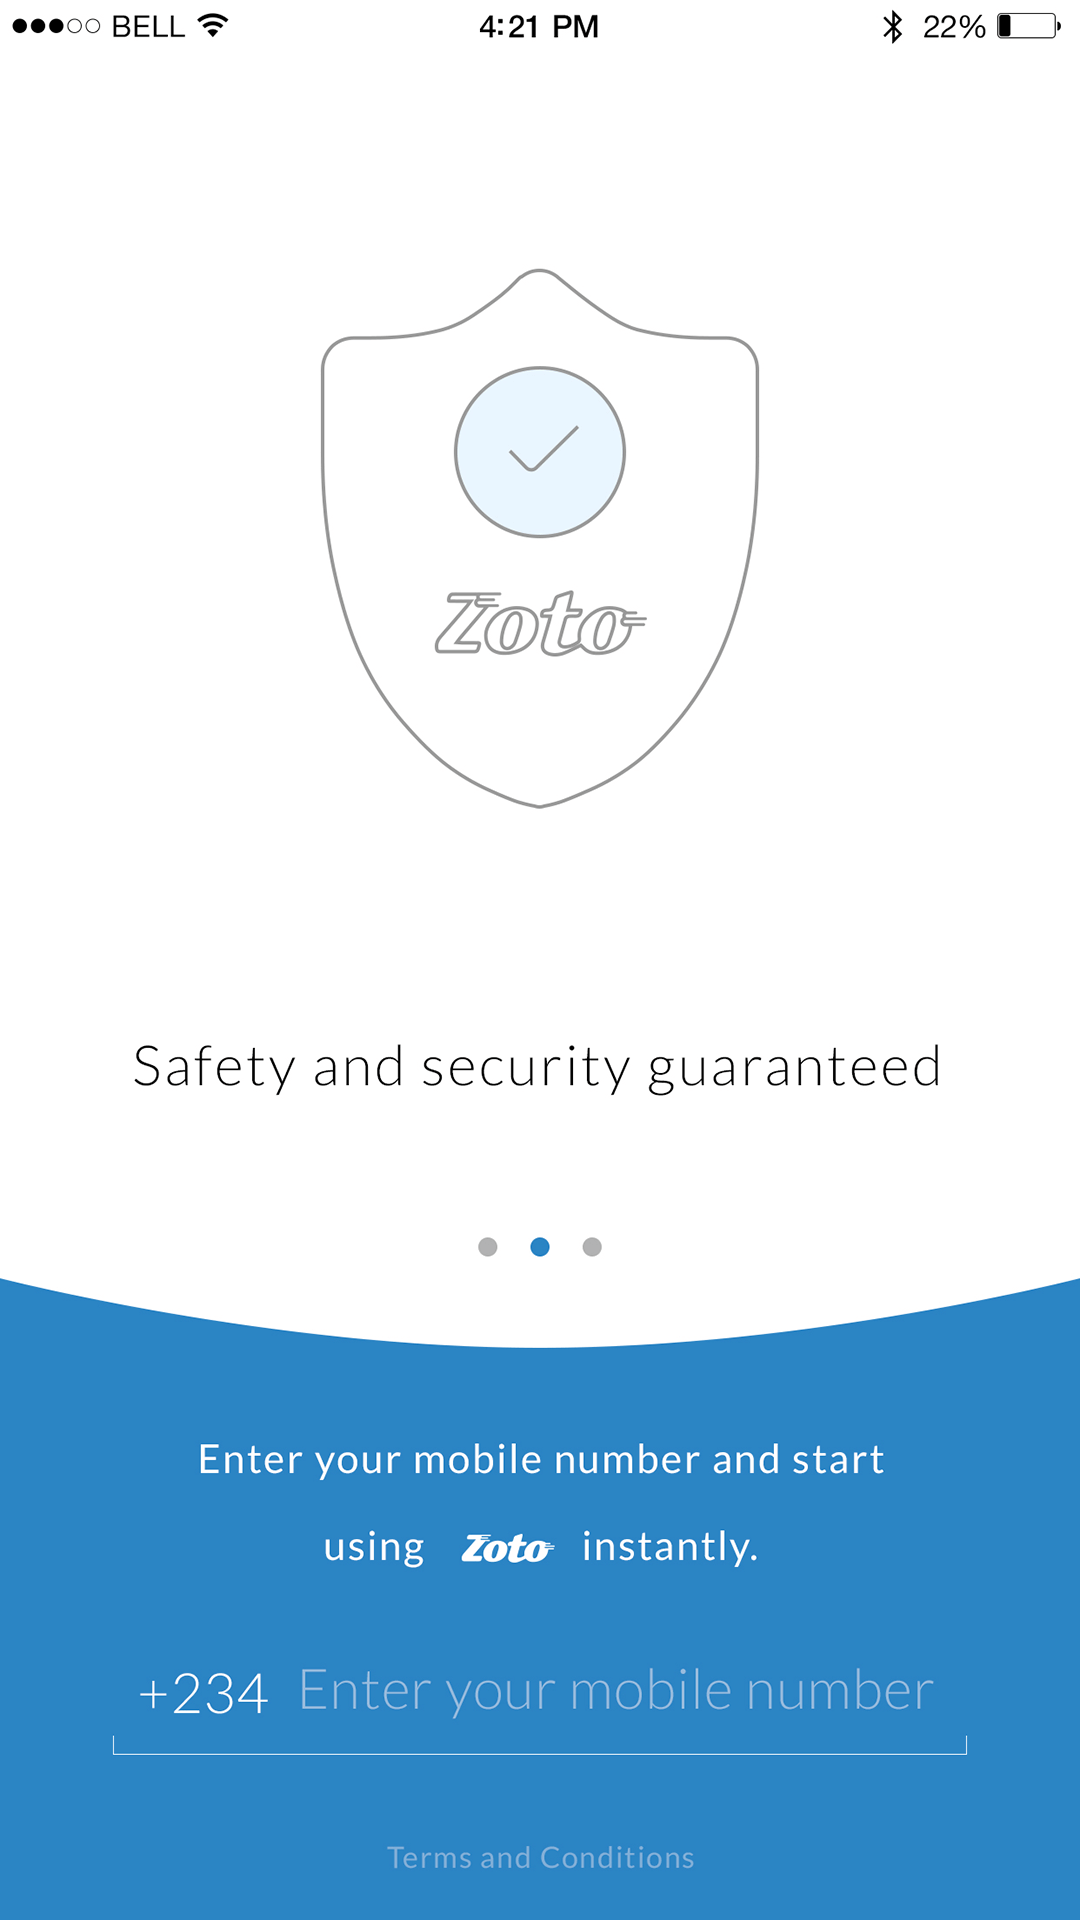 BELL 4:21 PM 22%
Zoto
Safety and security guaranteed
Enter your mobile number and start
using Zoto instantly.
+234 Enter your mobile number
Terms and Conditions